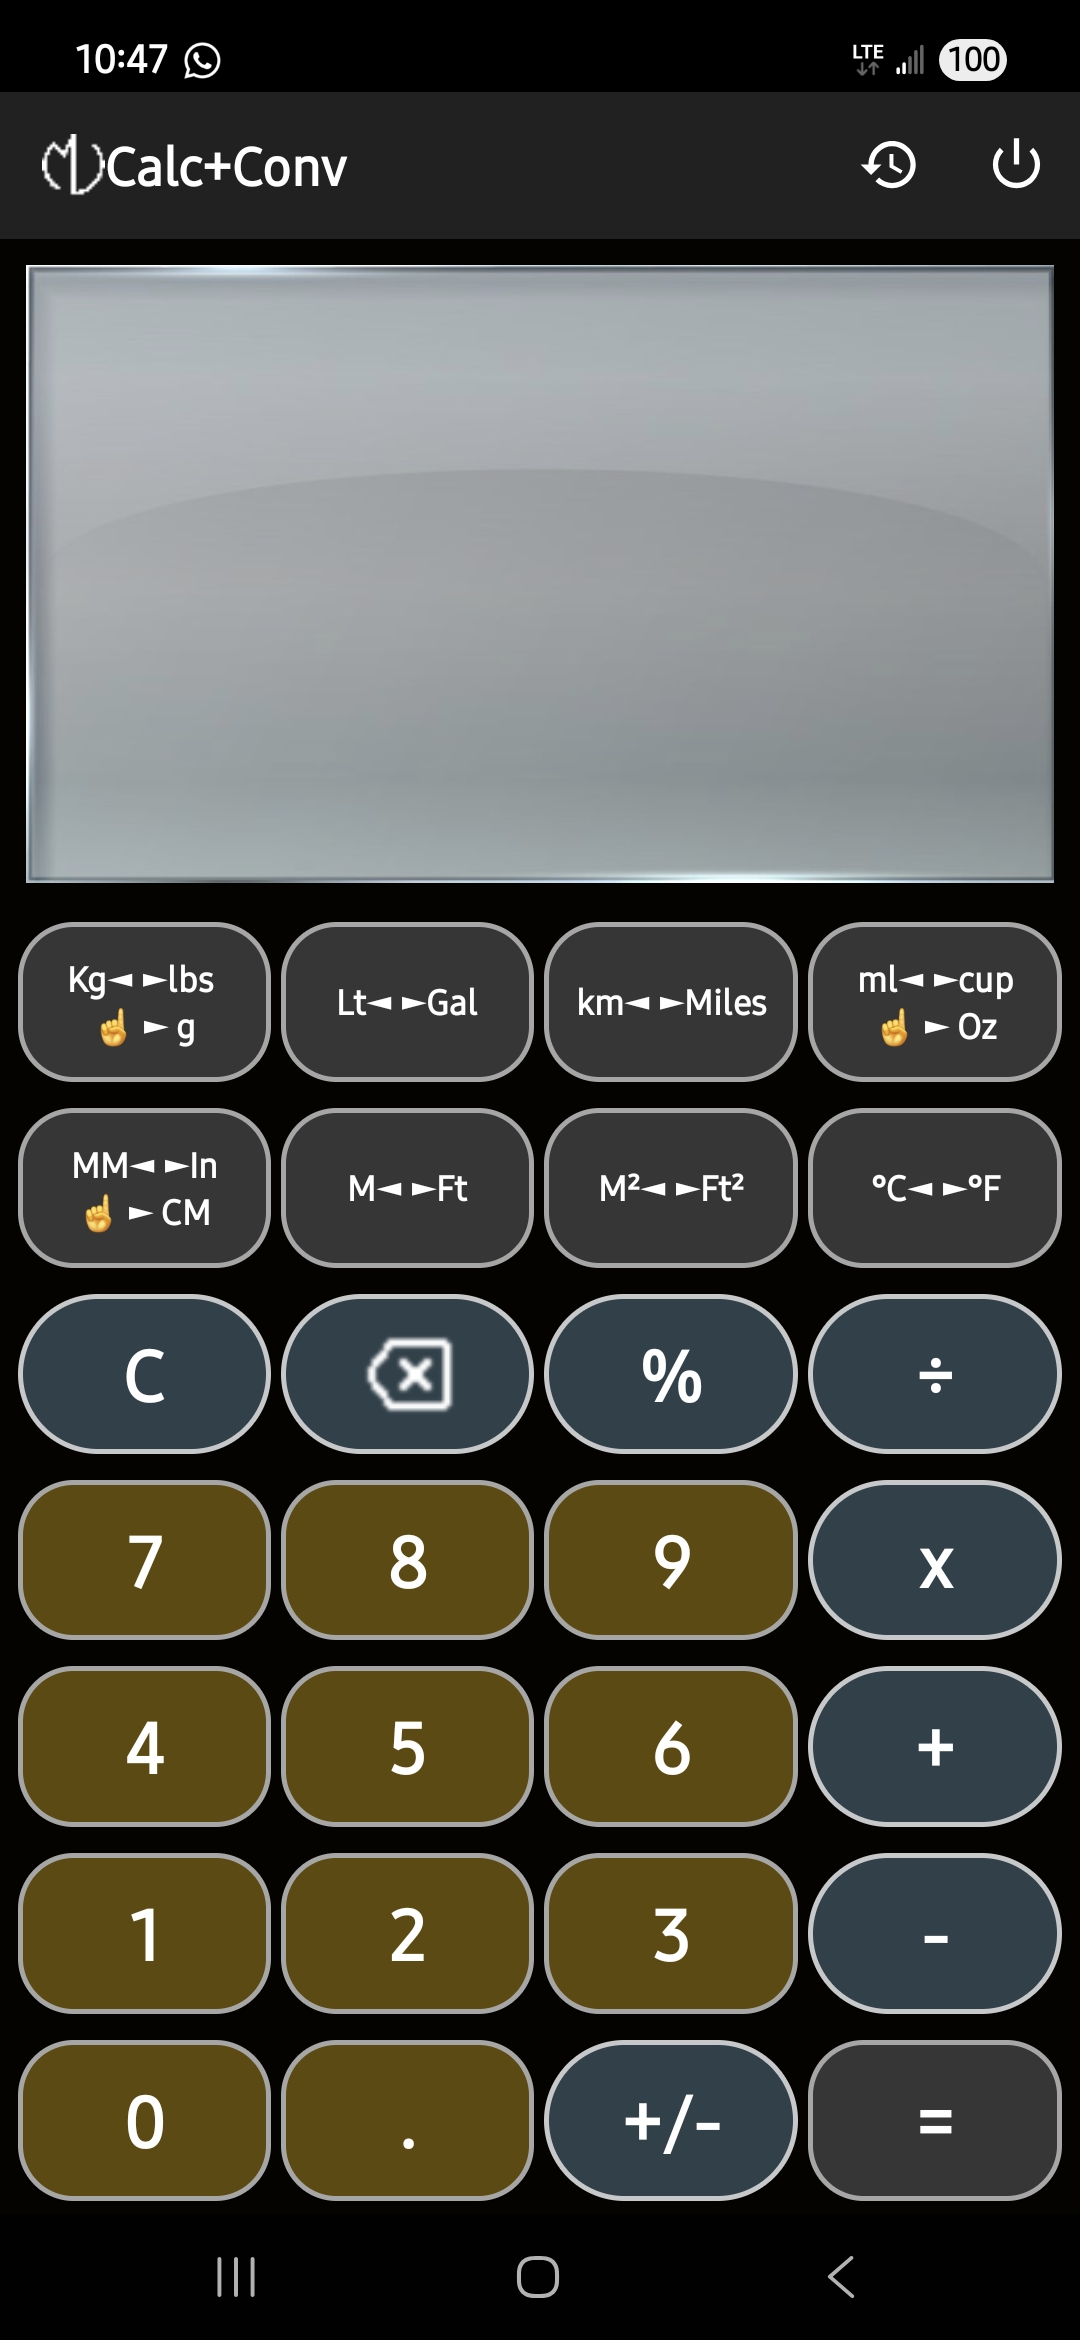 10:47 LTE 100
Calc+Conv
Kg◄ ►lbs
☝ ► g
Lt◄ ►Gal
km◄ ►Miles
ml◄ ►cup
☝ ► Oz
MM◄ ►In
☝ ► CM
M◄ ►Ft
M²◄ ►Ft²
°C◄ ►°F
C % ÷
7 8 9 x
4 5 6 +
1 2 3 -
0 . +/- =